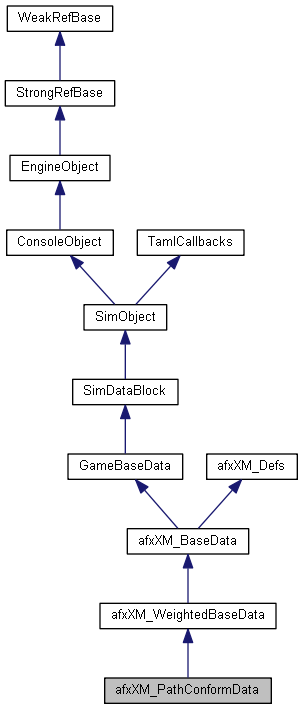 WeakRefBase
StrongRefBase
EngineObject
ConsoleObject
TamlCallbacks
SimObject
SimDataBlock
GameBaseData
afxXM_Defs
afxXM_BaseData
afxXM_WeightedBaseData
afxXM_PathConformData